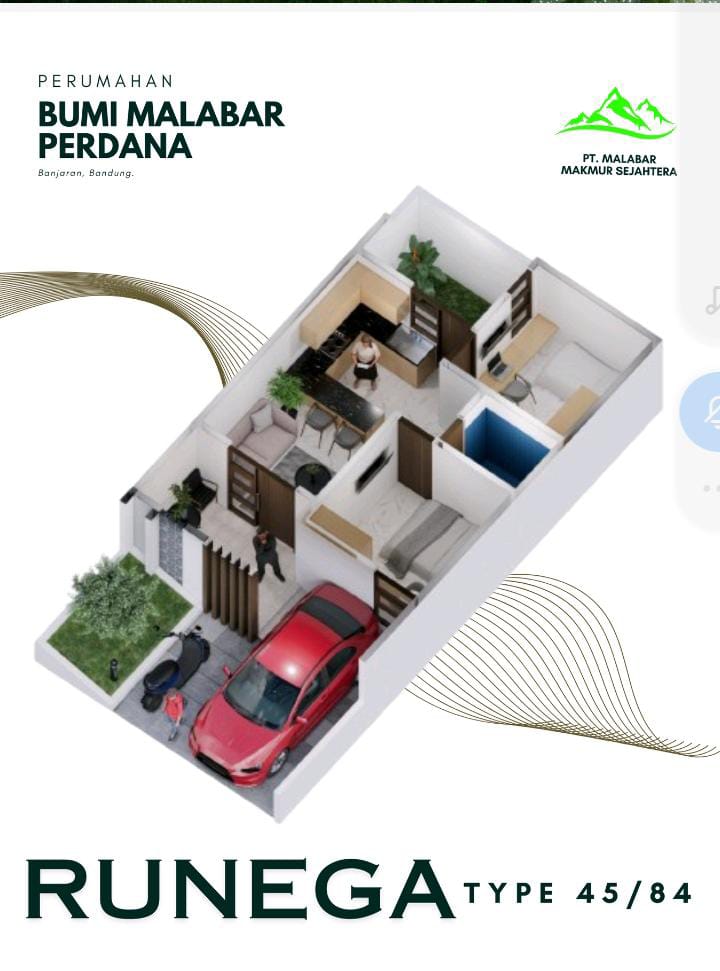 PERUMAHAN
BUMI MALABAR
PERDANA
Banjaran, Bandung.
PT. MALABAR
MAKMUR SEJAHTERA
RUNEGA TYPE 45/84